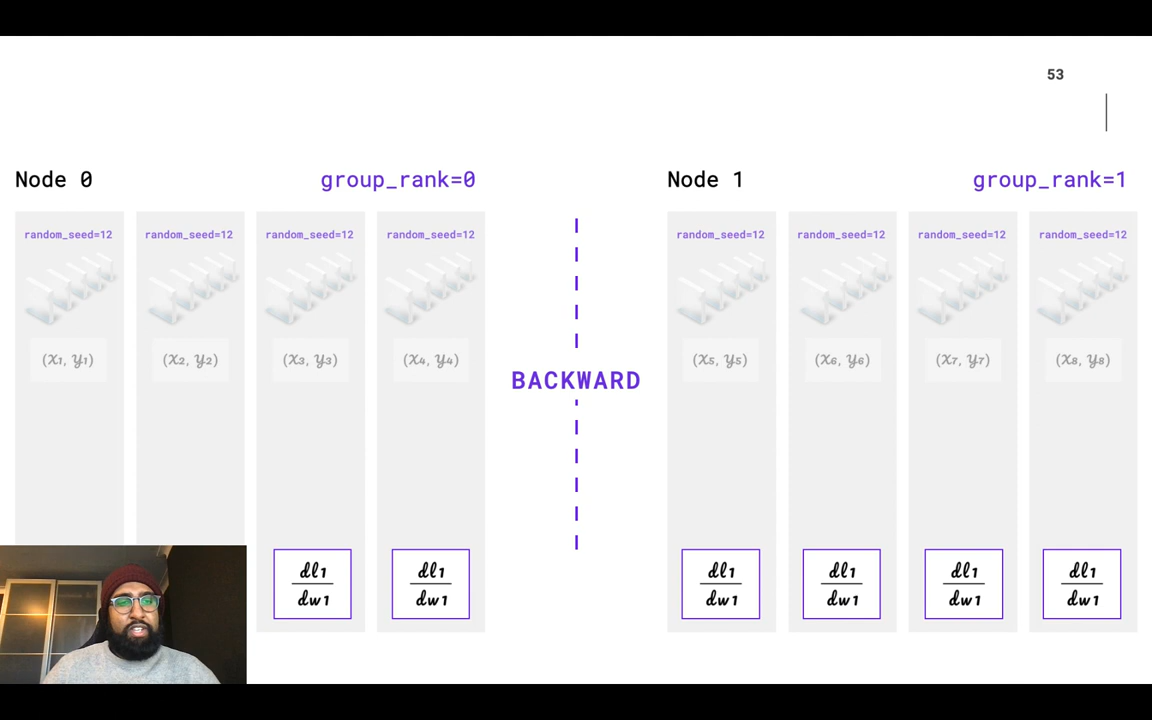 53
Node 0 group_rank=0 Node 1 group_rank=1
random_seed=12 random_seed=12 random_seed=12 random_seed=12 random_seed=12 random_seed=12 random_seed=12 random_seed=12
(x1, y1) (x2, y2) (x3, y3) (x4, y4) (x5, y5) (x6, y6) (x7, y7) (x8, y8)
BACKWARD
dl1 dl1 dl1 dl1 dl1 dl1
dw1 dw1 dw1 dw1 dw1 dw1